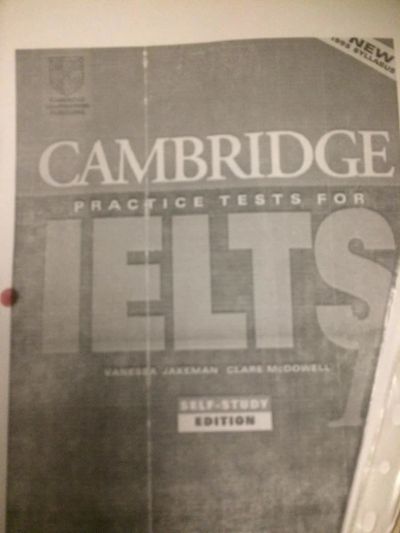 NEW
1995 SYLLABUS
CAMBRIDGE
PRACTICE TESTS FOR
IELTS
1
VANESSA JAKEMAN CLARE McDOWELL
SELF-STUDY
EDITION